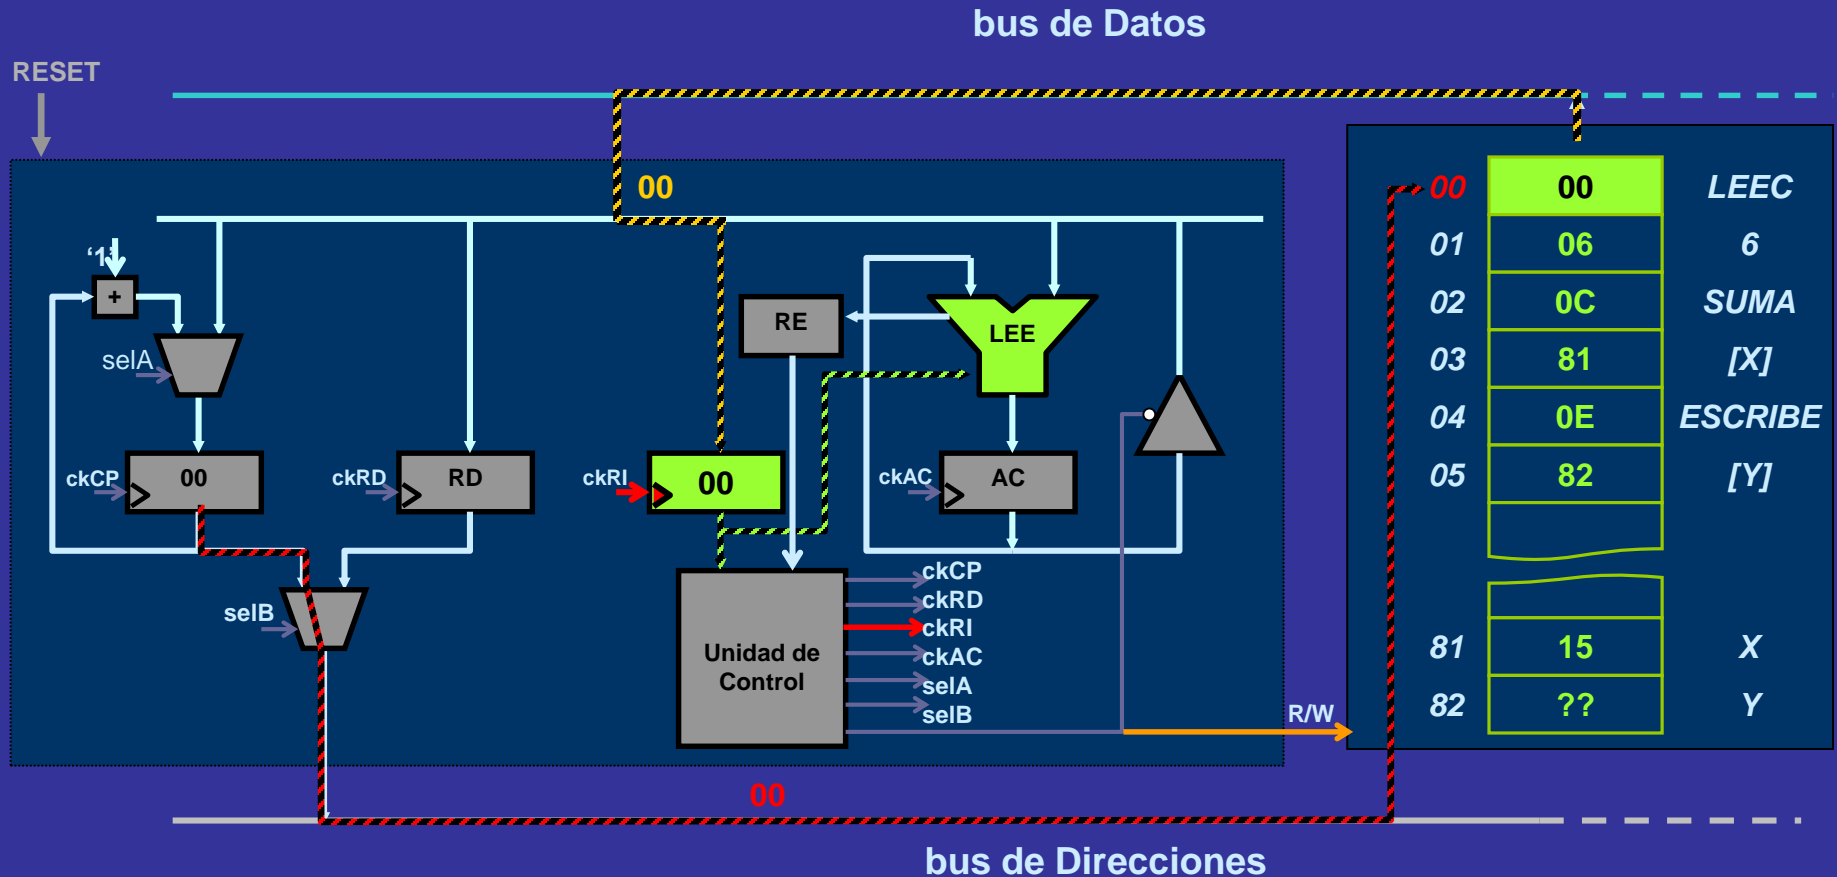 bus de Datos
RESET
00
‘1’
+
selA
RE
LEE
ckCP
00
ckRD
RD
ckRI
00
ckAC
AC
selB
Unidad de
Control
ckCP
ckRD
ckRI
ckAC
selA
selB
R/W
00
bus de Direcciones
00 00 LEEC
01 06 6
02 0C SUMA
03 81 [X]
04 0E ESCRIBE
05 82 [Y]
81 15 X
82 ?? Y